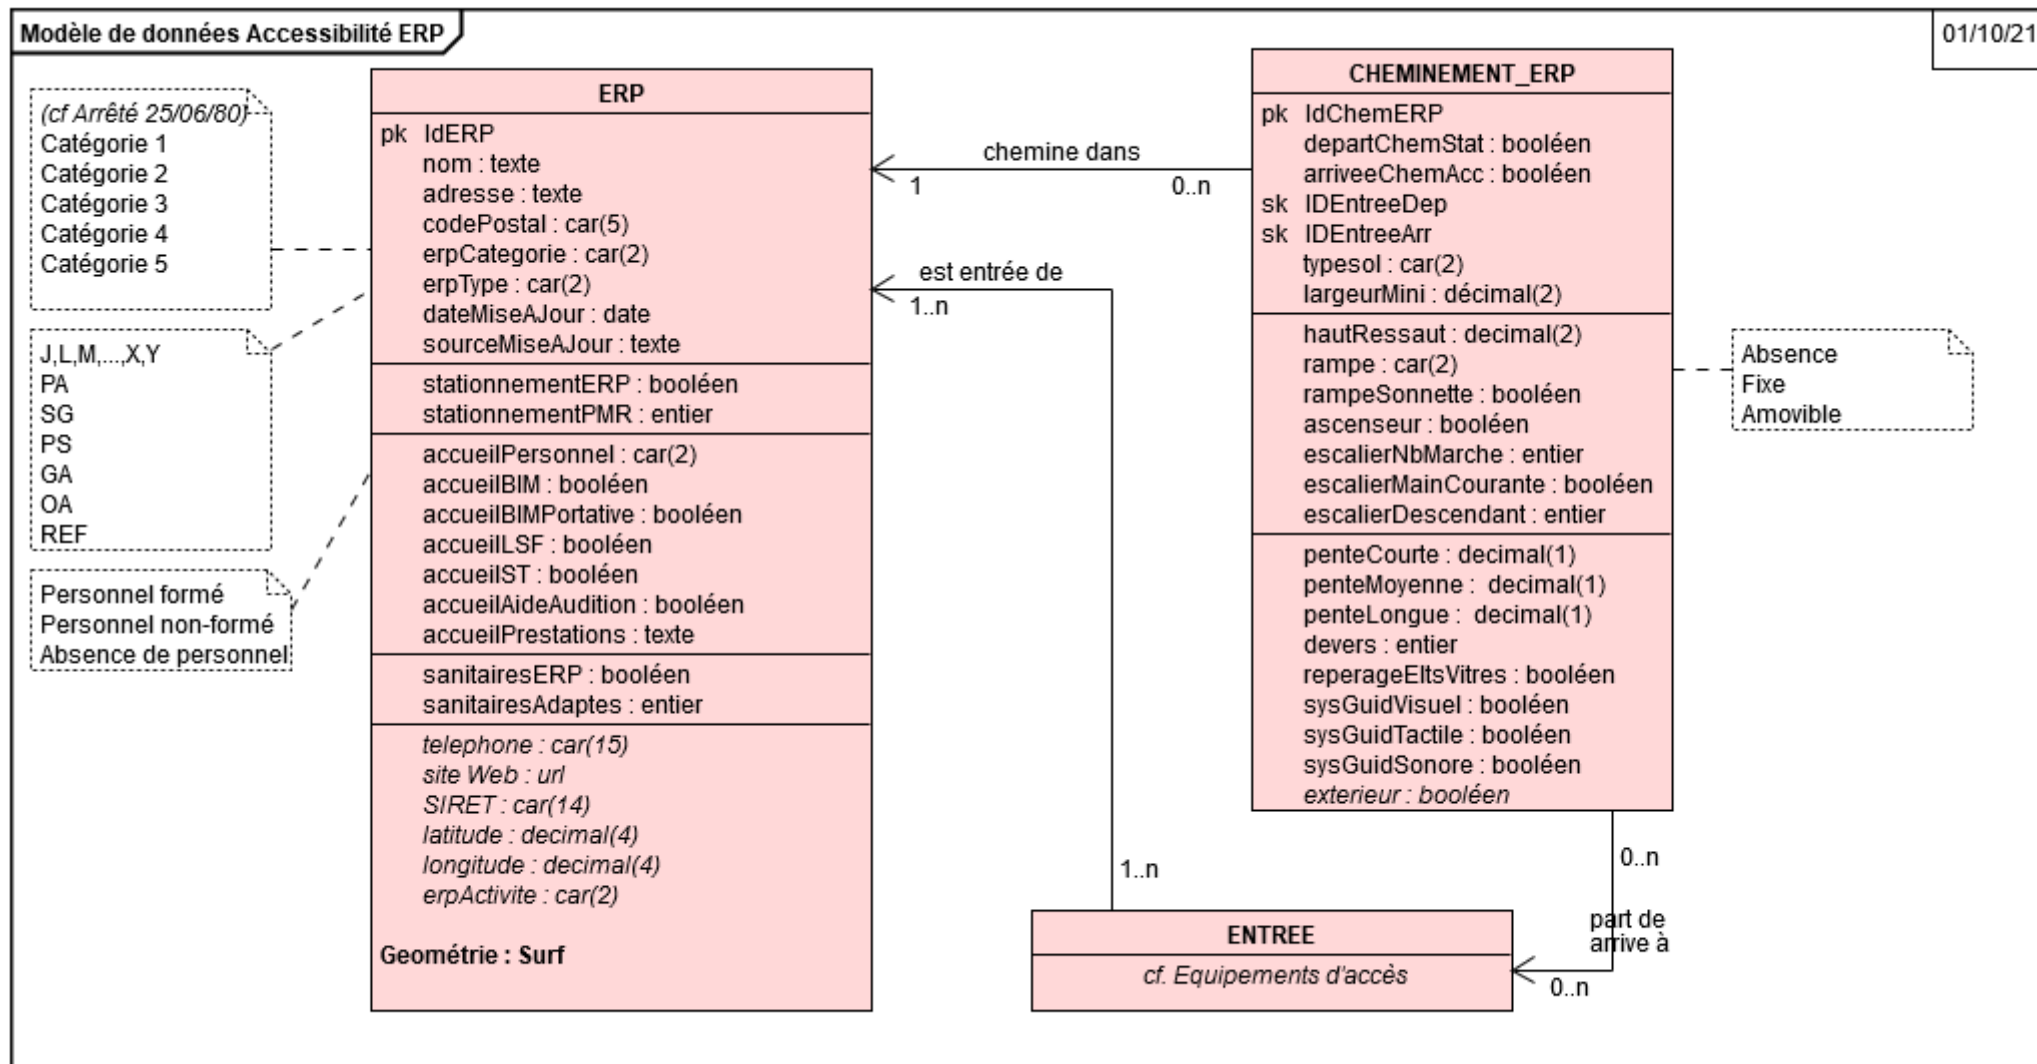 Modèle de données Accessibilité ERP
01/10/21
(cf Arrêté 25/06/80)
Catégorie 1
Catégorie 2
Catégorie 3
Catégorie 4
Catégorie 5
J,L,M,...,X,Y
PA
SG
PS
GA
OA
REF
Personnel formé
Personnel non-formé
Absence de personnel
ERP
pk IdERP
nom : texte
adresse : texte
codePostal : car(5)
erpCategorie : car(2)
erpType : car(2)
dateMiseAJour : date
sourceMiseAJour : texte
stationnementERP : booléen
stationnementPMR : entier
accueilPersonnel : car(2)
accueilBIM : booléen
accueilBIMPortative : booléen
accueilLSF : booléen
accueilST : booléen
accueilAideAudition : booléen
accueilPrestations : texte
sanitairesERP : booléen
sanitairesAdaptes : entier
telephone : car(15)
site Web : url
SIRET : car(14)
latitude : decimal(4)
longitude : decimal(4)
erpActivite : car(2)
Geométrie : Surf
chemine dans
1
0..n
est entrée de
1..n
1..n
CHEMINEMENT_ERP
pk IdChemERP
departChemStat : booléen
arriveeChemAcc : booléen
sk IDEntreeDep
sk IDEntreeArr
typesol : car(2)
largeurMini : décimal(2)
hautRessaut : decimal(2)
rampe : car(2)
rampeSonnette : booléen
ascenseur : booléen
escalierNbMarche : entier
escalierMainCourante : booléen
escalierDescendant : entier
penteCourte : decimal(1)
penteMoyenne : decimal(1)
penteLongue : decimal(1)
devers : entier
reperageEltsVitres : booléen
sysGuidVisuel : booléen
sysGuidTactile : booléen
sysGuidSonore : booléen
exterieur : booléen
Absence
Fixe
Amovible
0..n
part de
arrive à
0..n
ENTREE
cf. Equipements d'accès